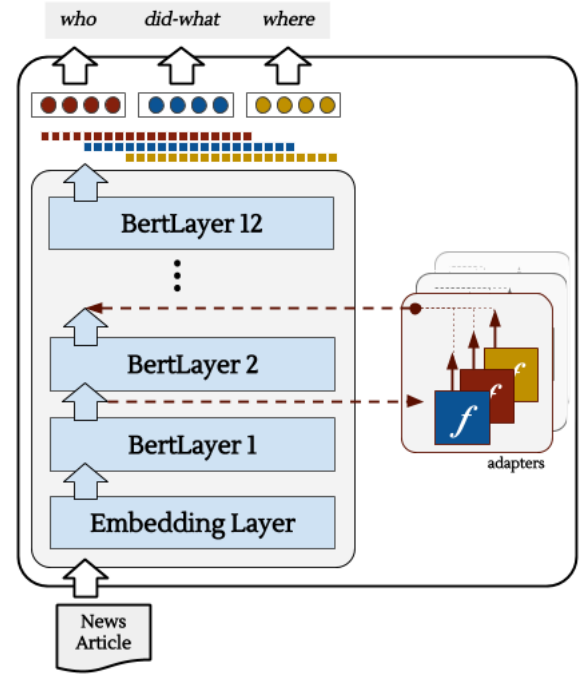 who did-what where
BertLayer 12
BertLayer 2
BertLayer 1
Embedding Layer
f
f
f
adapters
News
Article